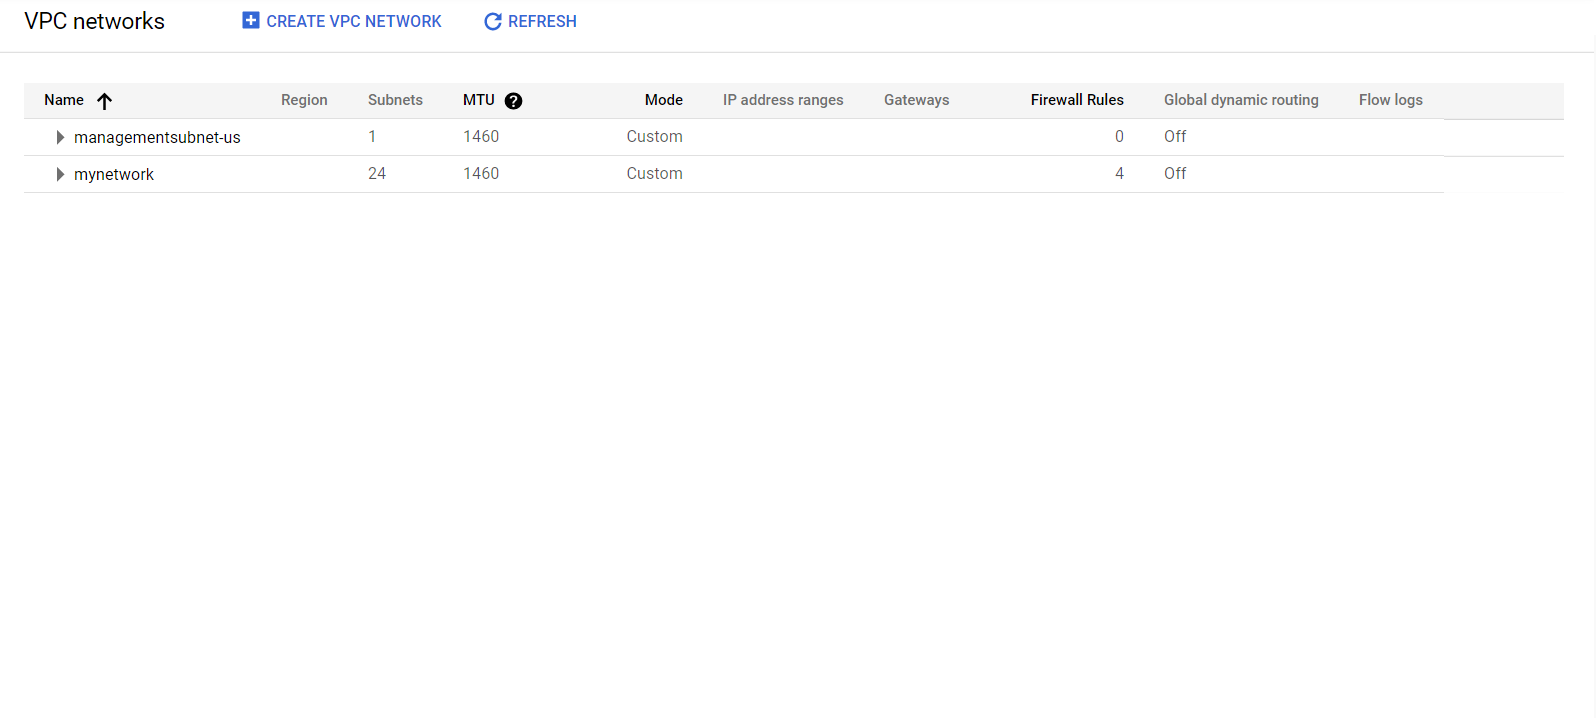 VPC networks CREATE VPC NETWORK REFRESH
Name Region Subnets MTU ? Mode IP address ranges Gateways Firewall Rules Global dynamic routing Flow logs
managementsubnet-us 1 1460 Custom 0 Off
mynetwork 24 1460 Custom 4 Off